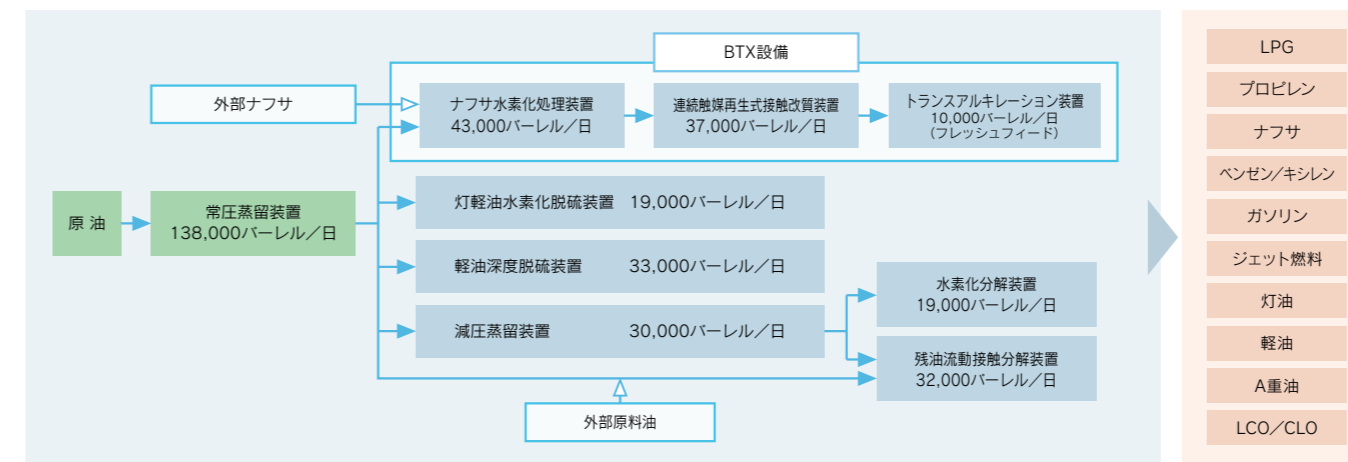 BTX設備
外部ナフサ
ナフサ水素化処理装置
43,000バーレル／日
連続触媒再生式接触改質装置
37,000バーレル／日
トランスアルキレーション装置
10,000バーレル／日
（フレッシュフィード）
原油
常圧蒸留装置
138,000バーレル／日
灯軽油水素化脱硫装置 19,000バーレル／日
軽油深度脱硫装置 33,000バーレル／日
減圧蒸留装置 30,000バーレル／日
水素化分解装置
19,000バーレル／日
残油流動接触分解装置
32,000バーレル／日
外部原料油
LPG
プロピレン
ナフサ
ベンゼン/キシレン
ガソリン
ジェット燃料
灯油
軽油
A重油
LCO／CLO